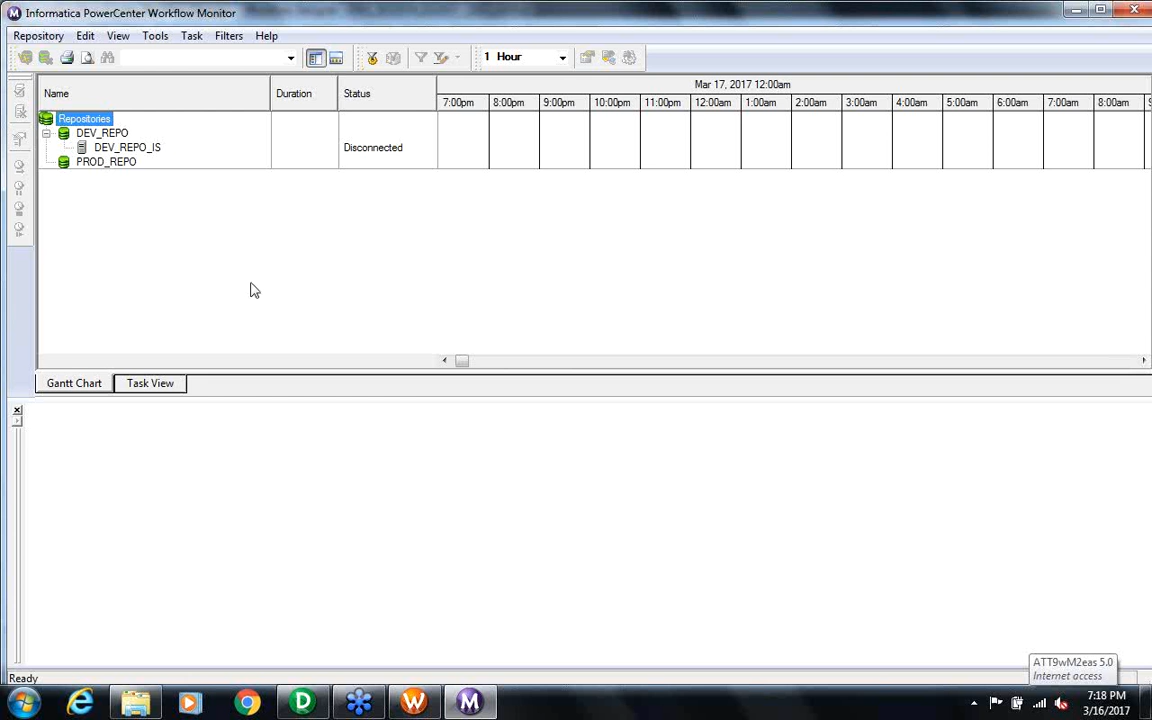 Informatica PowerCenter Workflow Monitor
Repository Edit View Tools Task Filters Help
1 Hour
Name Duration Status Mar 17, 2017 12:00am
7:00pm 8:00pm 9:00pm 10:00pm 11:00pm 12:00am 1:00am 2:00am 3:00am 4:00am 5:00am 6:00am 7:00am 8:00am 9
Repositories
DEV_REPO
DEV_REPO_IS Disconnected
PROD_REPO
Gantt Chart Task View
ATT9wM2eas 5.0
Internet access
Ready
7:18 PM
3/16/2017